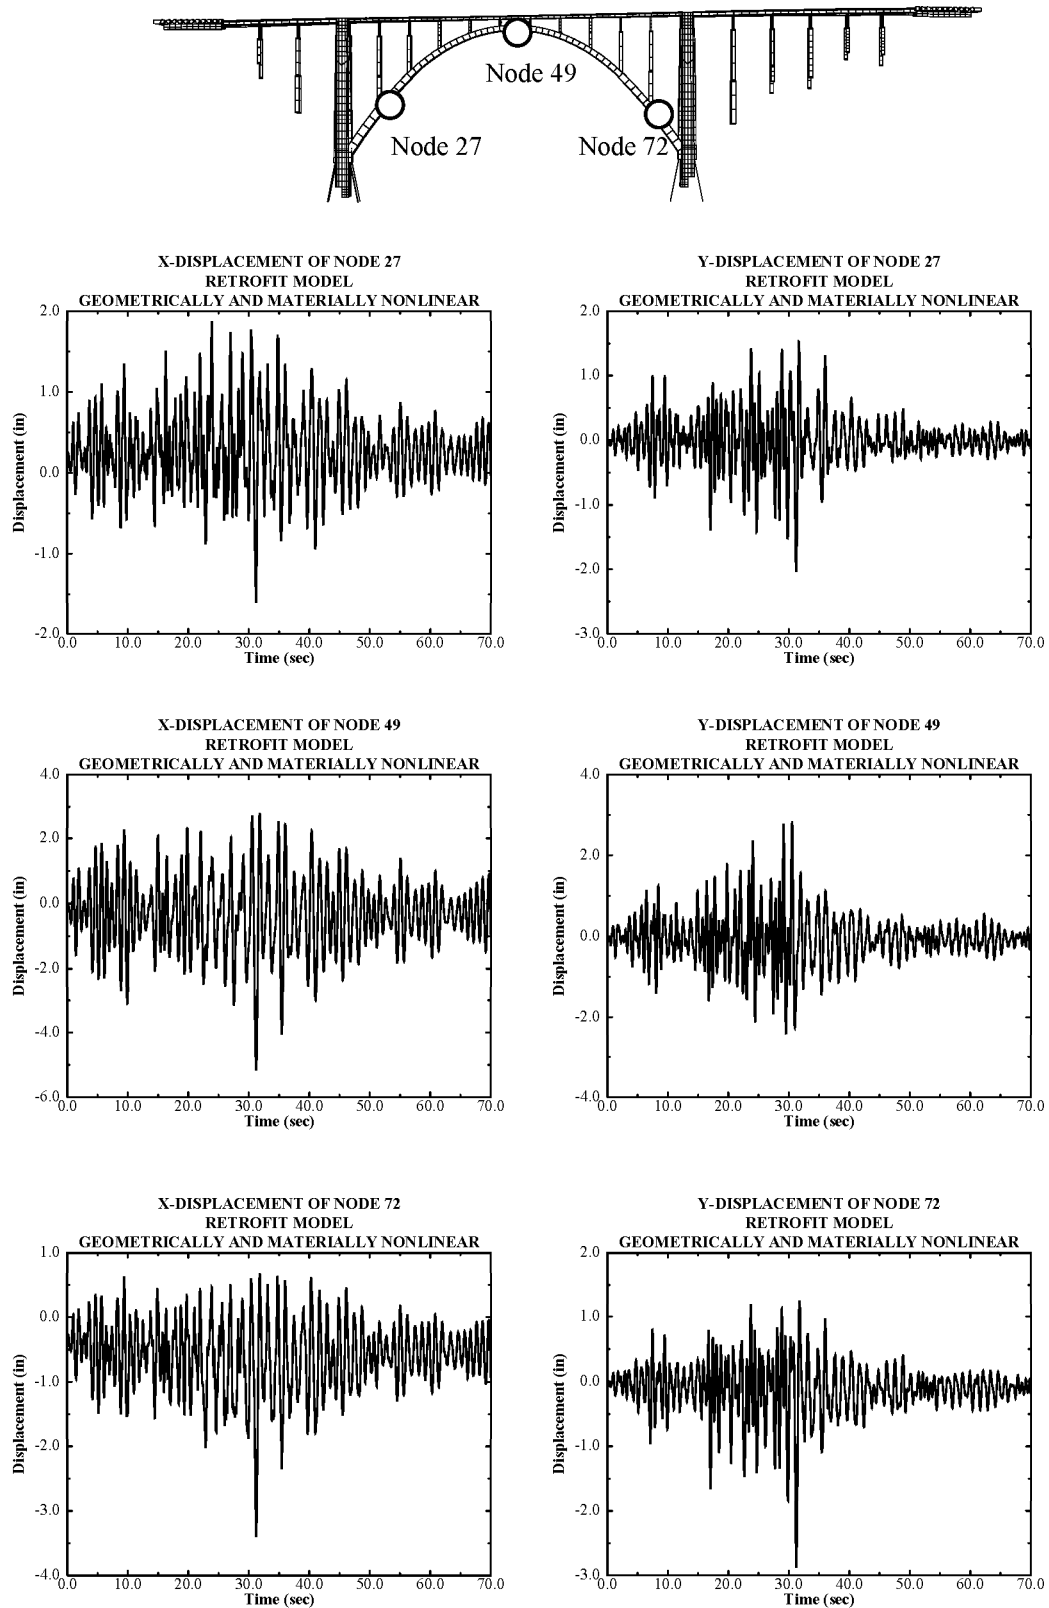 Node 49
Node 27
Node 72
X-DISPLACEMENT OF NODE 27
RETROFIT MODEL
GEOMETRICALLY AND MATERIALLY NONLINEAR
2.0
1.0
0.0
-1.0
-2.0
Displacement (in)
0.0 10.0 20.0 30.0 40.0 50.0 60.0 70.0
Time (sec)
Y-DISPLACEMENT OF NODE 27
RETROFIT MODEL
GEOMETRICALLY AND MATERIALLY NONLINEAR
2.0
1.0
0.0
-1.0
-2.0
-3.0
Displacement (in)
0.0 10.0 20.0 30.0 40.0 50.0 60.0 70.0
Time (sec)
X-DISPLACEMENT OF NODE 49
RETROFIT MODEL
GEOMETRICALLY AND MATERIALLY NONLINEAR
4.0
2.0
0.0
-2.0
-4.0
-6.0
Displacement (in)
0.0 10.0 20.0 30.0 40.0 50.0 60.0 70.0
Time (sec)
Y-DISPLACEMENT OF NODE 49
RETROFIT MODEL
GEOMETRICALLY AND MATERIALLY NONLINEAR
4.0
2.0
0.0
-2.0
-4.0
Displacement (in)
0.0 10.0 20.0 30.0 40.0 50.0 60.0 70.0
Time (sec)
X-DISPLACEMENT OF NODE 72
RETROFIT MODEL
GEOMETRICALLY AND MATERIALLY NONLINEAR
1.0
0.0
-1.0
-2.0
-3.0
-4.0
Displacement (in)
0.0 10.0 20.0 30.0 40.0 50.0 60.0 70.0
Time (sec)
Y-DISPLACEMENT OF NODE 72
RETROFIT MODEL
GEOMETRICALLY AND MATERIALLY NONLINEAR
2.0
1.0
0.0
-1.0
-2.0
-3.0
Displacement (in)
0.0 10.0 20.0 30.0 40.0 50.0 60.0 70.0
Time (sec)